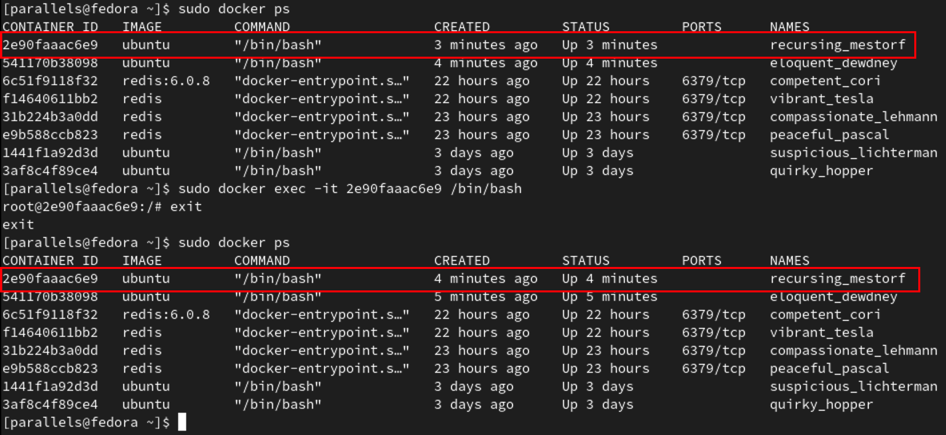 [parallels@fedora ~]$ sudo docker ps
CONTAINER ID   IMAGE         COMMAND                  CREATED         STATUS         PORTS      NAMES
2e90faaac6e9   ubuntu        "/bin/bash"              3 minutes ago   Up 3 minutes              recursing_mestorf
541170b38098   ubuntu        "/bin/bash"              4 minutes ago   Up 4 minutes              eloquent_dewdney
6c51f9118f32   redis:6.0.8   "docker-entrypoint.s…"   22 hours ago    Up 22 hours    6379/tcp   competent_cori
f14640611bb2   redis         "docker-entrypoint.s…"   22 hours ago    Up 22 hours    6379/tcp   vibrant_tesla
31b224b3a0dd   redis         "docker-entrypoint.s…"   23 hours ago    Up 23 hours    6379/tcp   compassionate_lehmann
e9b588ccb823   redis         "docker-entrypoint.s…"   23 hours ago    Up 23 hours    6379/tcp   peaceful_pascal
1441f1a92d3d   ubuntu        "/bin/bash"              3 days ago      Up 3 days                 suspicious_lichterman
3af8c4f89ce4   ubuntu        "/bin/bash"              3 days ago      Up 3 days                 quirky_hopper
[parallels@fedora ~]$ sudo docker exec -it 2e90faaac6e9 /bin/bash
root@2e90faaac6e9:/# exit
exit
[parallels@fedora ~]$ sudo docker ps
CONTAINER ID   IMAGE         COMMAND                  CREATED         STATUS         PORTS      NAMES
2e90faaac6e9   ubuntu        "/bin/bash"              4 minutes ago   Up 4 minutes              recursing_mestorf
541170b38098   ubuntu        "/bin/bash"              5 minutes ago   Up 5 minutes              eloquent_dewdney
6c51f9118f32   redis:6.0.8   "docker-entrypoint.s…"   22 hours ago    Up 22 hours    6379/tcp   competent_cori
f14640611bb2   redis         "docker-entrypoint.s…"   22 hours ago    Up 22 hours    6379/tcp   vibrant_tesla
31b224b3a0dd   redis         "docker-entrypoint.s…"   23 hours ago    Up 23 hours    6379/tcp   compassionate_lehmann
e9b588ccb823   redis         "docker-entrypoint.s…"   23 hours ago    Up 23 hours    6379/tcp   peaceful_pascal
1441f1a92d3d   ubuntu        "/bin/bash"              3 days ago      Up 3 days                 suspicious_lichterman
3af8c4f89ce4   ubuntu        "/bin/bash"              3 days ago      Up 3 days                 quirky_hopper
[parallels@fedora ~]$